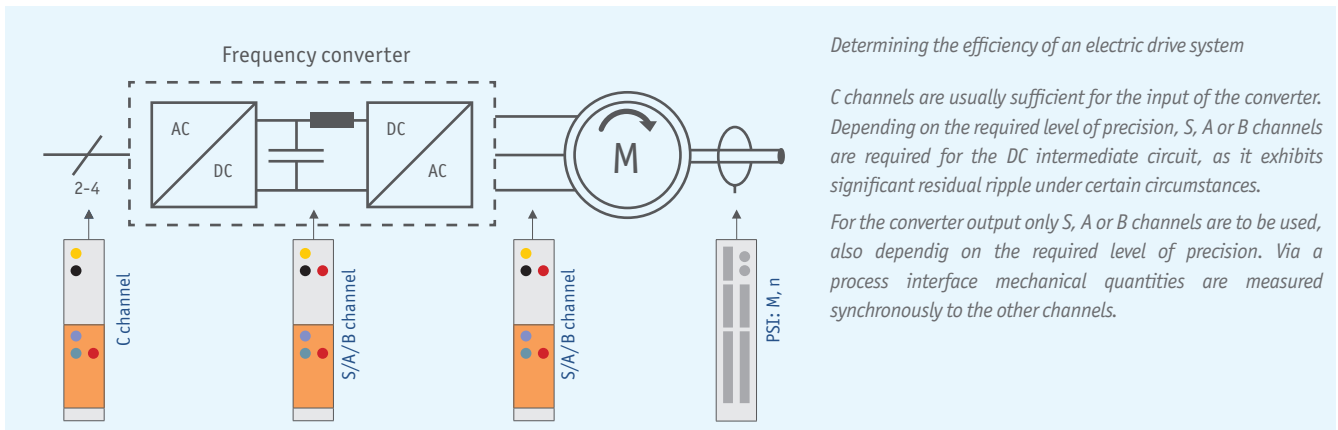 Frequency converter
AC
DC
DC
AC
M
2-4
C channel
S/A/B channel
S/A/B channel
PSI: M, n
Determining the efficiency of an electric drive system
C channels are usually sufficient for the input of the converter.
Depending on the required level of precision, S, A or B channels
are required for the DC intermediate circuit, as it exhibits
significant residual ripple under certain circumstances.
For the converter output only S, A or B channels are to be used,
also dependig on the required level of precision. Via a
process interface mechanical quantities are measured
synchronously to the other channels.